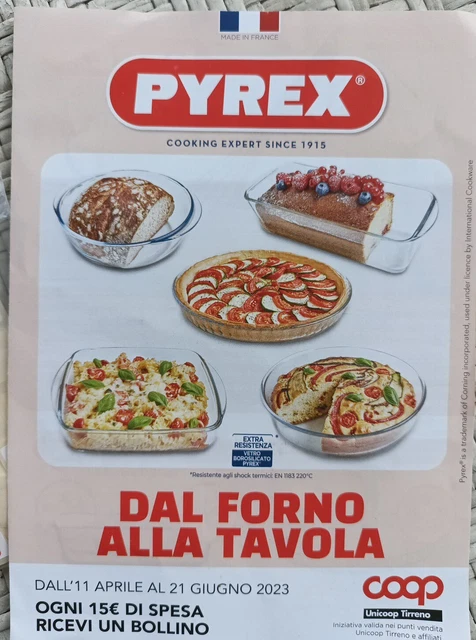 MADE IN FRANCE
PYREX®
COOKING EXPERT SINCE 1915
EXTRA
RESISTENZA*
VETRO
BOROSILICATO
PYREX®
*Resistente agli shock termici: EN 1183 220°C
DAL FORNO
ALLA TAVOLA
DALL'11 APRILE AL 21 GIUGNO 2023
OGNI 15€ DI SPESA
RICEVI UN BOLLINO
coop
Unicoop Tirreno
Iniziativa valida nei punti vendita
Unicoop Tirreno e affiliati
Pyrex® is a trademark of Corning incorporated, used under licence by International Cookware